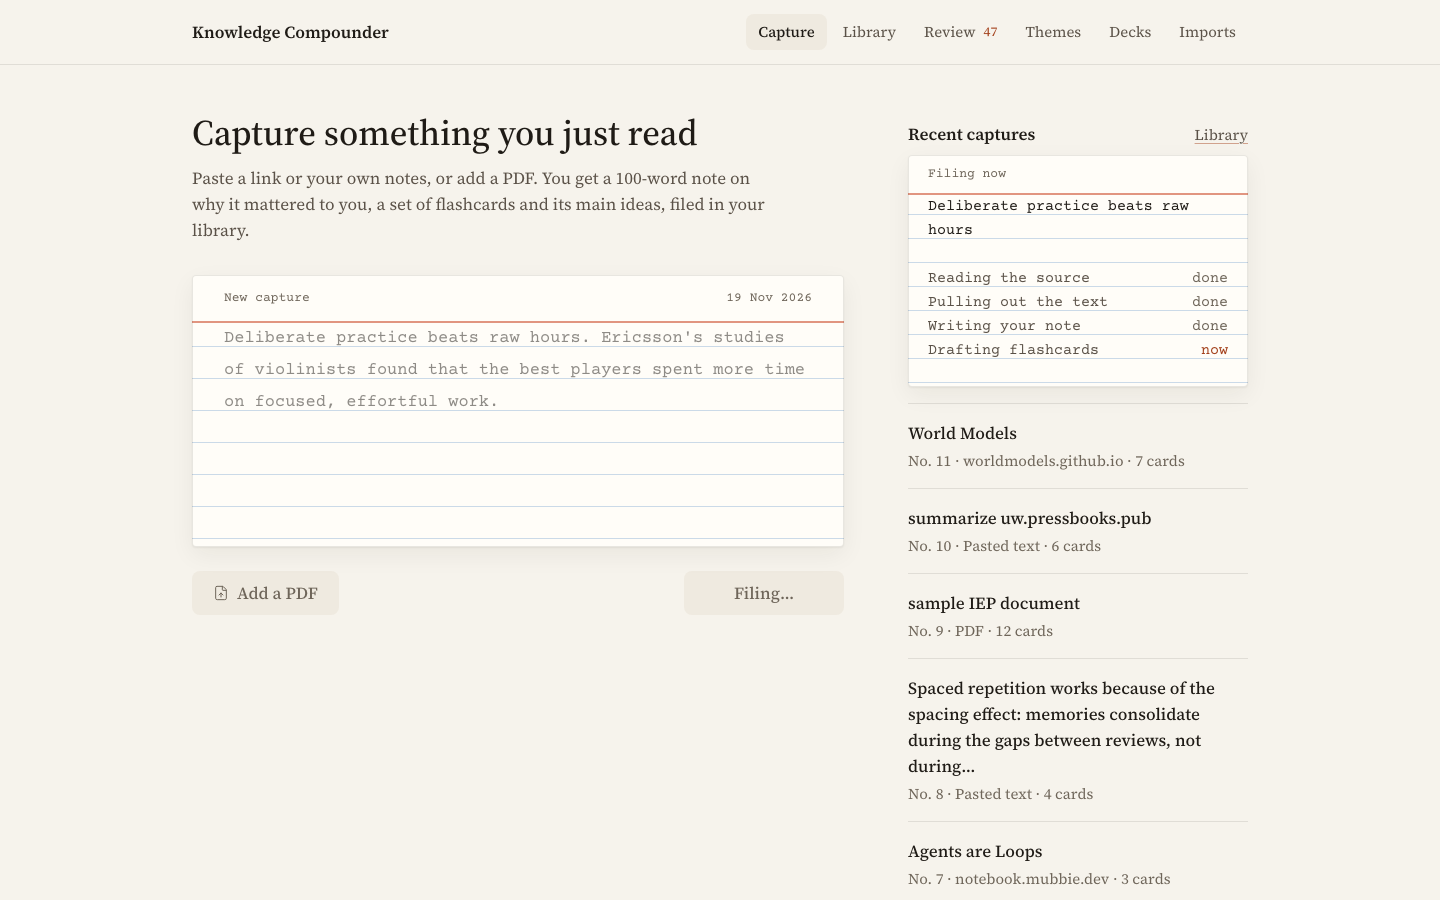 Knowledge Compounder
Capture
Library
Review 47
Themes
Decks
Imports
Capture something you just read
Paste a link or your own notes, or add a PDF. You get a 100-word note on
why it mattered to you, a set of flashcards and its main ideas, filed in your
library.
New capture
19 Nov 2026
Deliberate practice beats raw hours. Ericsson's studies
of violinists found that the best players spent more time
on focused, effortful work.
Add a PDF
Filing...
Recent captures
Library
Filing now
Deliberate practice beats raw
hours
Reading the source done
Pulling out the text done
Writing your note done
Drafting flashcards now
World Models
No. 11 · worldmodels.github.io · 7 cards
summarize uw.pressbooks.pub
No. 10 · Pasted text · 6 cards
sample IEP document
No. 9 · PDF · 12 cards
Spaced repetition works because of the
spacing effect: memories consolidate
during the gaps between reviews, not
during...
No. 8 · Pasted text · 4 cards
Agents are Loops
No. 7 · notebook.mubbie.dev · 3 cards